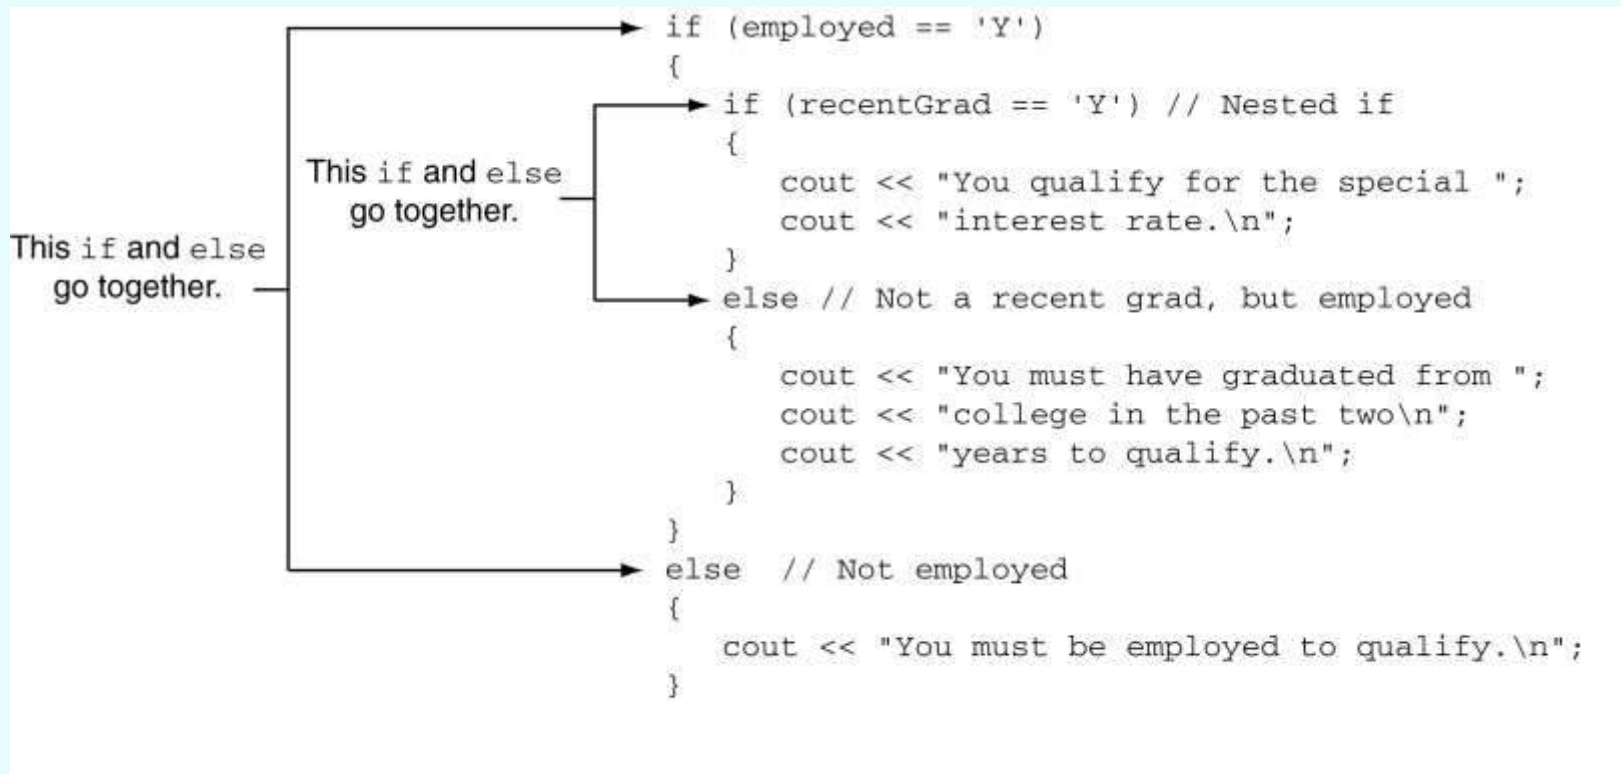 if (employed == 'Y')
{
if (recentGrad == 'Y') // Nested if
{
cout << "You qualify for the special ";
cout << "interest rate.\n";
}
else // Not a recent grad, but employed
{
cout << "You must have graduated from ";
cout << "college in the past two\n";
cout << "years to qualify.\n";
}
}
else // Not employed
{
cout << "You must be employed to qualify.\n";
}
This if and else
go together.
This if and else
go together.